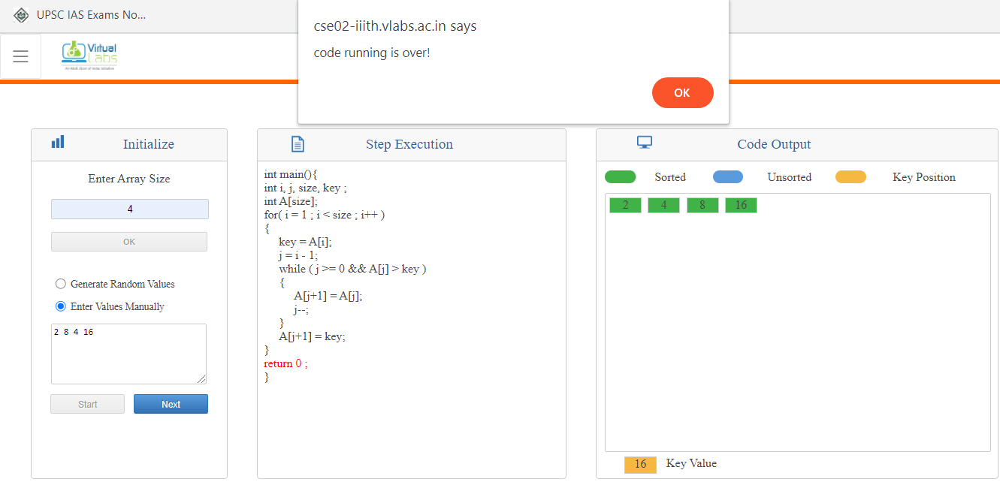 UPSC IAS Exams No...
cse02-iiith.vlabs.ac.in says
code running is over!
OK
Virtual
Labs
Initialize
Enter Array Size
4
OK
Generate Random Values
Enter Values Manually
2 8 4 16
Start
Next
Step Execution
int main(){
int i, j, size, key ;
int A[size];
for( i = 1 ; i < size ; i++ )
{
key = A[i];
j = i - 1;
while ( j >= 0 && A[j] > key )
{
A[j+1] = A[j];
j--;
}
A[j+1] = key;
}
return 0 ;
}
Code Output
Sorted Unsorted Key Position
2 4 8 16
16 Key Value